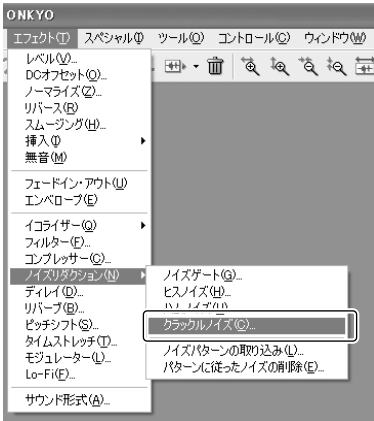 ONKYO
エフェクト(T) スペシャル(I) ツール(O) コントロール(C) ウィンドウ(W)
レベル(V)...
DCオフセット(O)...
ノーマライズ(Z)...
リバース(R)
スムージング(H)...
挿入(I)
無音(M)
フェードイン・アウト(U)
エンベロープ(E)
イコライザー(Q)
フィルター(F)...
コンプレッサー(C)...
ノイズリダクション(N)
ディレイ(D)...
リバーブ(B)...
ピッチシフト(S)...
タイムストレッチ(T)...
モジュレーター(L)...
Lo-Fi(F)...
サウンド形式(A)...
ノイズゲート(G)...
ヒスノイズ(H)...
クラックルノイズ(C)...
ノイズパターンの取り込み(L)...
パターンに従ったノイズの削除(E)...